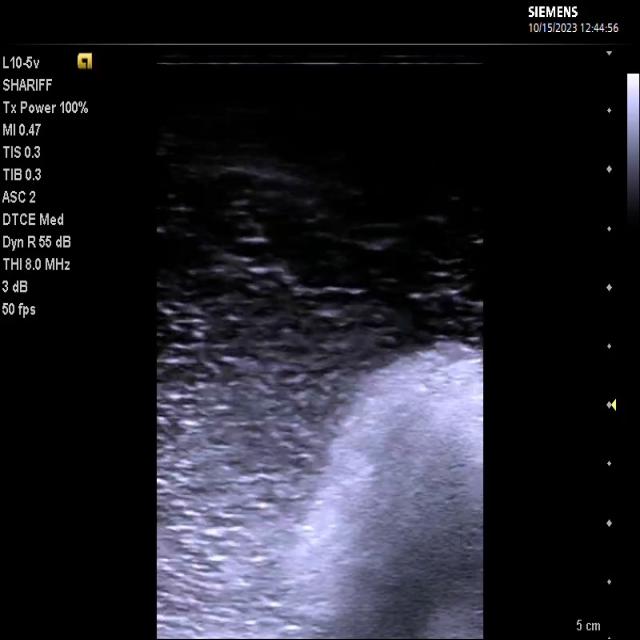 SIEMENS
10/15/2023 12:44:56
L10-5v
SHARIFF
Tx Power 100%
MI 0.47
TIS 0.3
TIB 0.3
ASC 2
DTCE Med
Dyn R 55 dB
THI 8.0 MHz
3 dB
50 fps
5 cm